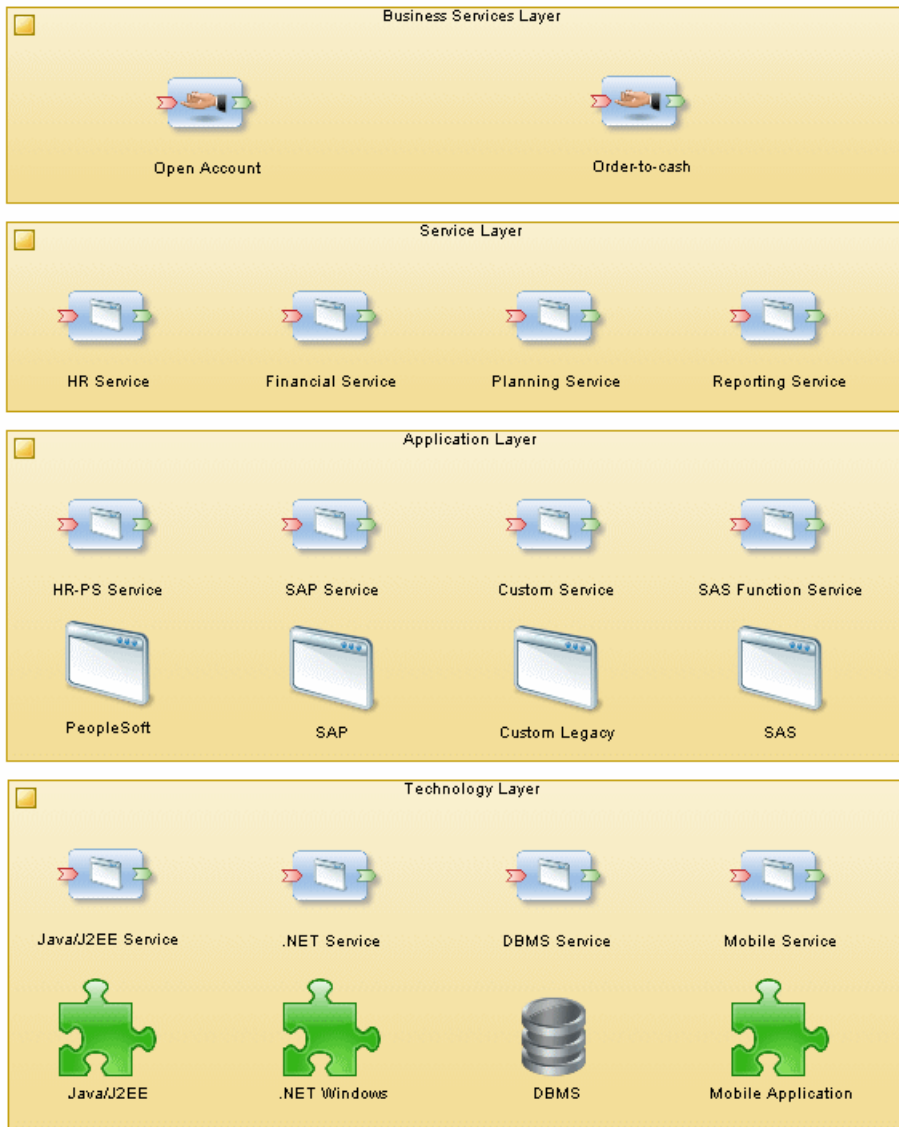 Business Services Layer
Open Account
Order-to-cash
Service Layer
HR Service
Financial Service
Planning Service
Reporting Service
Application Layer
HR-PS Service
SAP Service
Custom Service
SAS Function Service
PeopleSoft
SAP
Custom Legacy
SAS
Technology Layer
Java/J2EE Service
.NET Service
DBMS Service
Mobile Service
Java/J2EE
.NET Windows
DBMS
Mobile Application